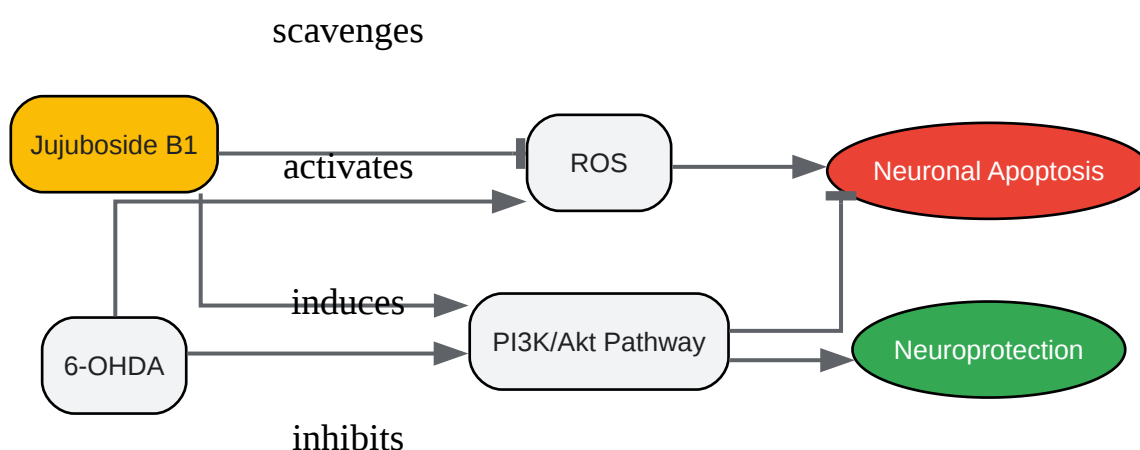 scavenges
Jujuboside B1
activates
ROS
Neuronal Apoptosis
induces
PI3K/Akt Pathway
Neuroprotection
6-OHDA
inhibits